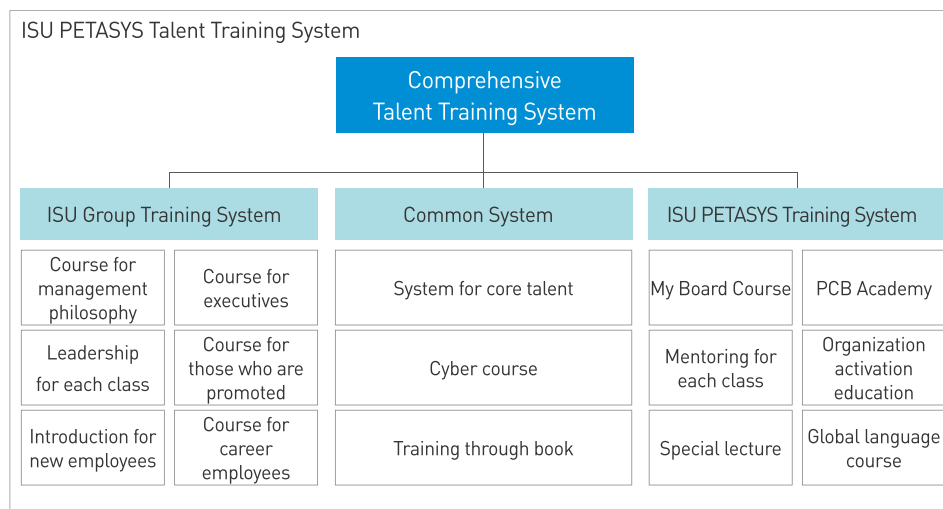 ISU PETASYS Talent Training System
Comprehensive
Talent Training System
ISU Group Training System
Common System
ISU PETASYS Training System
Course for
management
philosophy
Course for
executives
System for core talent
My Board Course
PCB Academy
Leadership
for each class
Course for
those who are
promoted
Cyber course
Mentoring for
each class
Organization
activation
education
Introduction for
new employees
Course for
career
employees
Training through book
Special lecture
Global language
course